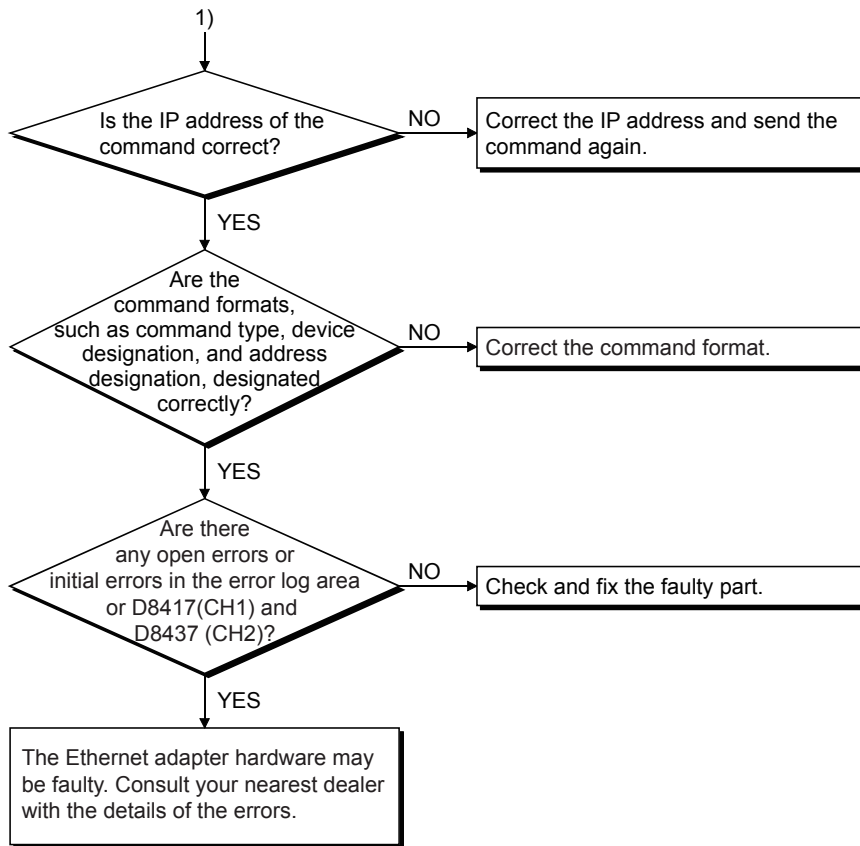 1)
Is the IP address of the
command correct?
NO
Correct the IP address and send the
command again.
YES
Are the
command formats,
such as command type, device
designation, and address
designation, designated
correctly?
NO
Correct the command format.
YES
Are there
any open errors or
initial errors in the error log area
or D8417(CH1) and
D8437 (CH2)?
NO
Check and fix the faulty part.
YES
The Ethernet adapter hardware may
be faulty. Consult your nearest dealer
with the details of the errors.